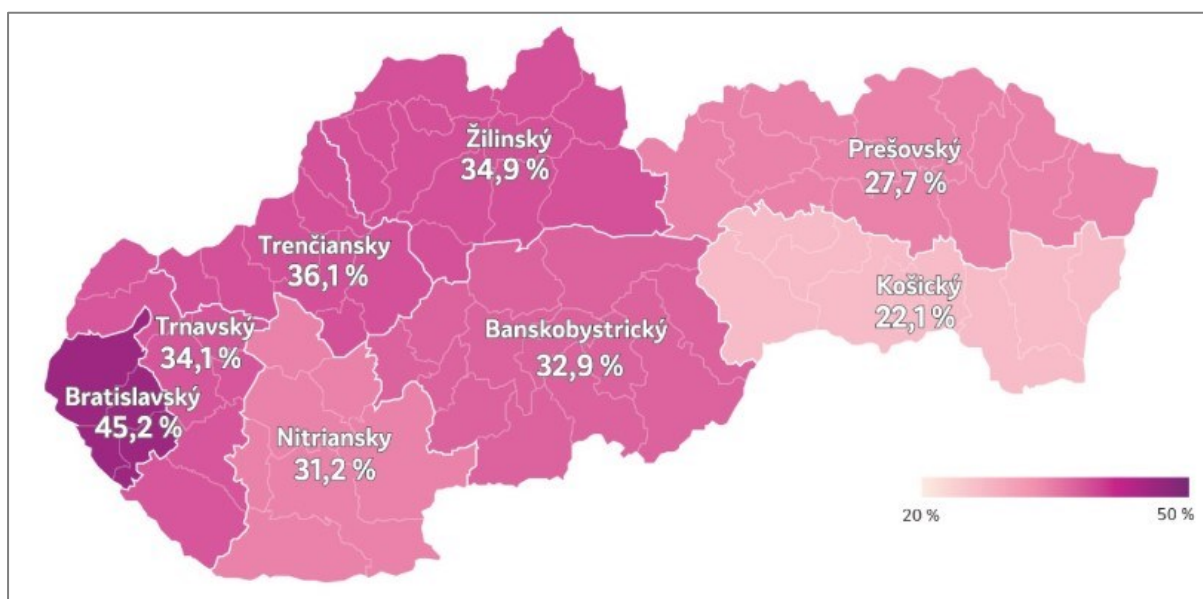 Žilinský
34,9 %
Prešovský
27,7 %
Trenčiansky
36,1 %
Košický
22,1 %
Trnavský
34,1 %
Banskobystrický
32,9 %
Bratislavský
45,2 %
Nitriansky
31,2 %
20 %
50 %